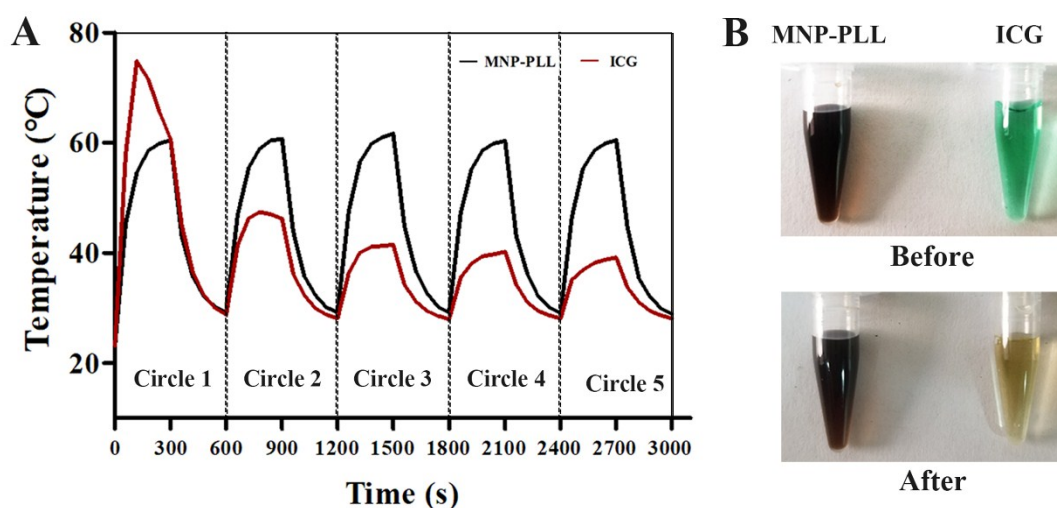 A
Temperature (°C)
80
60
40
20
MNP-PLL
ICG
Circle 1
Circle 2
Circle 3
Circle 4
Circle 5
0
300
600
900
1200
1500
1800
2100
2400
2700
3000
Time (s)
B
MNP-PLL
ICG
Before
After